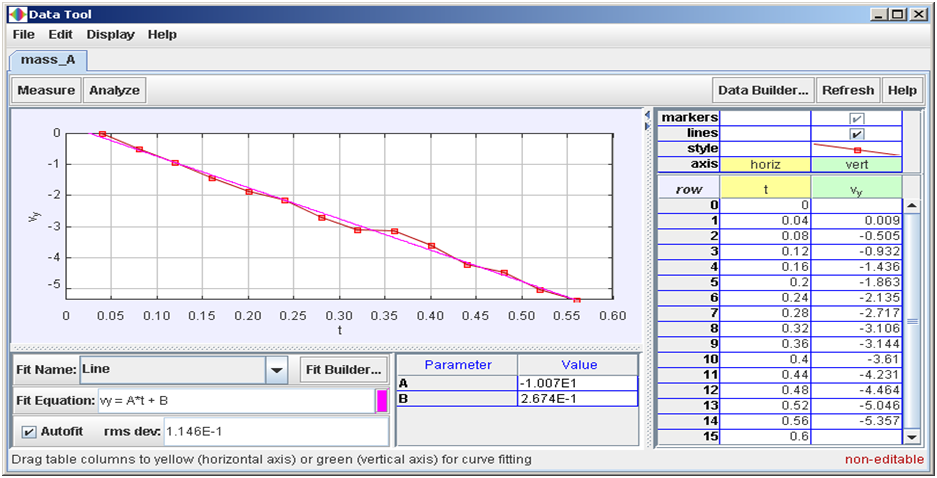 Data Tool
File Edit Display Help
mass_A
Measure Analyze Data Builder... Refresh Help
0
-1
-2
-3
-4
-5
vy
0 0.05 0.10 0.15 0.20 0.25 0.30 0.35 0.40 0.45 0.50 0.55 0.60
t
markers
lines
style
axis horiz vert
row t vy
0 0
1 0.04 0.009
2 0.08 -0.505
3 0.12 -0.932
4 0.16 -1.436
5 0.2 -1.863
6 0.24 -2.135
7 0.28 -2.717
8 0.32 -3.106
9 0.36 -3.144
10 0.4 -3.61
11 0.44 -4.231
12 0.48 -4.464
13 0.52 -5.046
14 0.56 -5.357
15 0.6
Fit Name: Line Fit Builder...
Fit Equation: vy = A*t + B
Autofit rms dev: 1.146E-1
Parameter Value
A -1.007E1
B 2.674E-1
Drag table columns to yellow (horizontal axis) or green (vertical axis) for curve fitting
non-editable